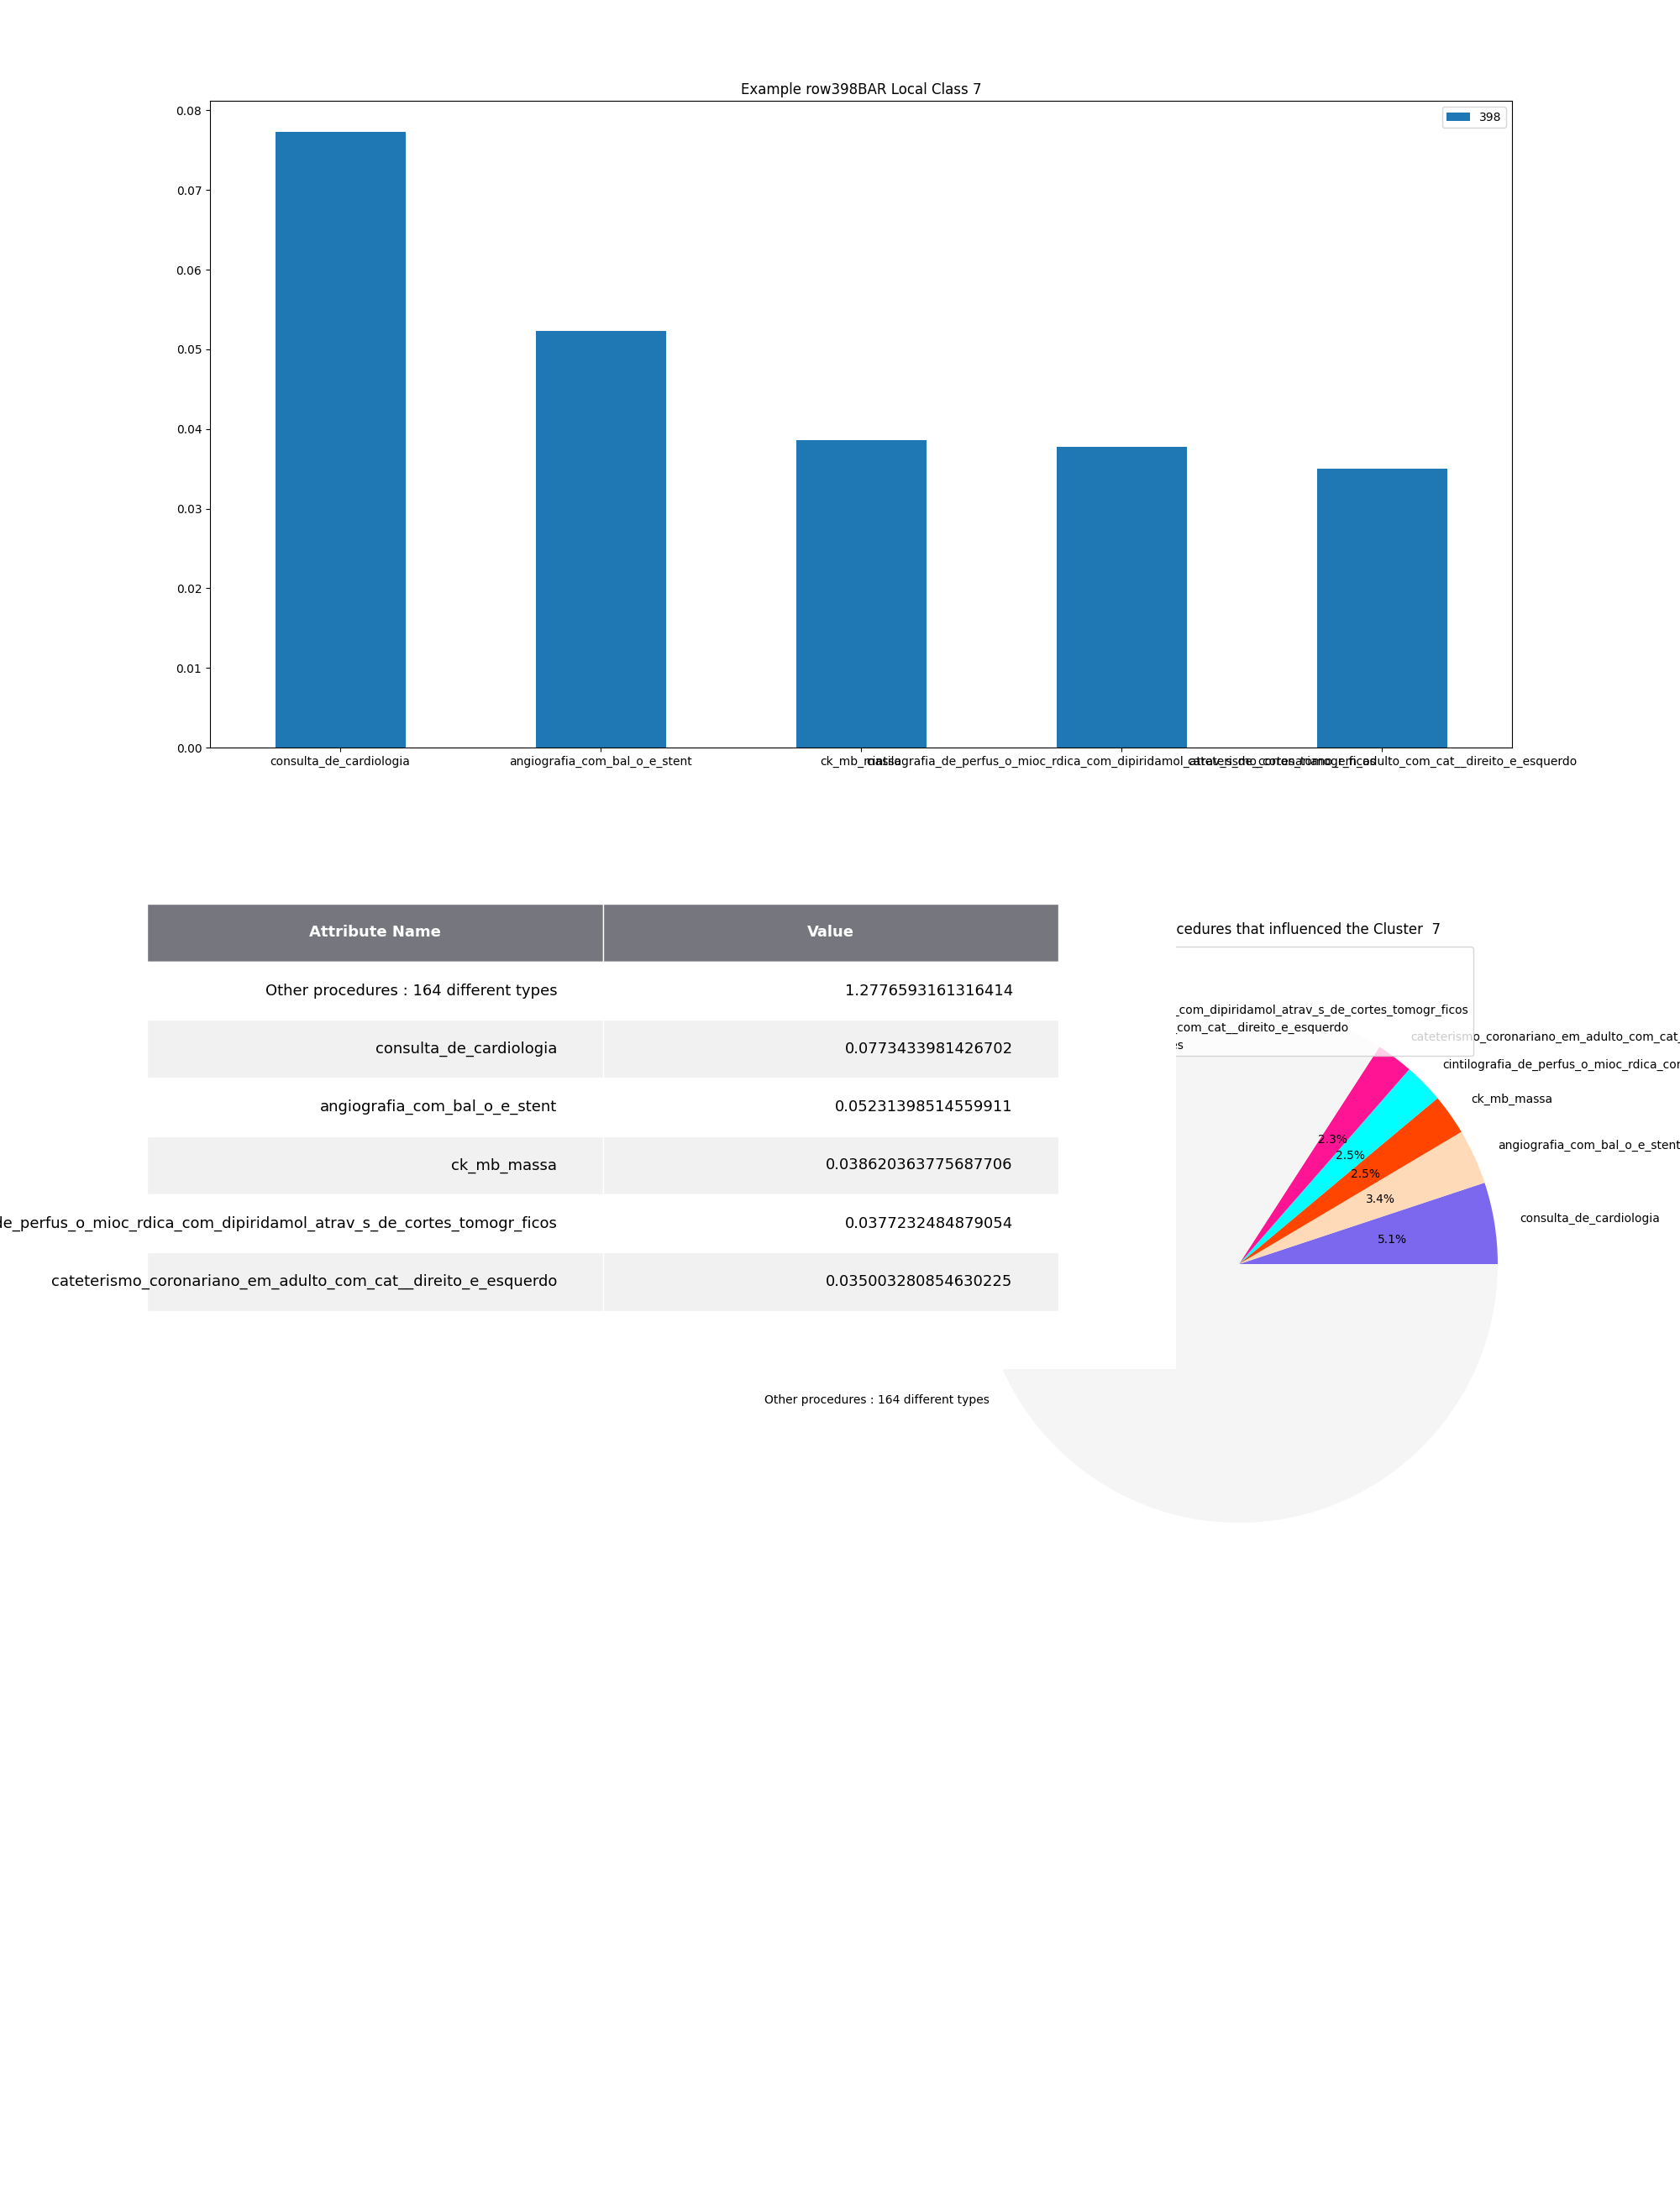 Example row398BAR Local Class 7
398
0.08
0.07
0.06
0.05
0.04
0.03
0.02
0.01
0.00
consulta_de_cardiologia
angiografia_com_bal_o_e_stent
ck_mb_massa
cintilografia_de_perfus_o_mioc_rdica_com_dipiridamol_atrav_s_de_cortes_tomogr_ficos
cateterismo_coronariano_em_adulto_com_cat__direito_e_esquerdo
Attribute Name Value
Other procedures : 164 different types 1.2776593161316414
consulta_de_cardiologia 0.0773433981426702
angiografia_com_bal_o_e_stent 0.05231398514559911
ck_mb_massa 0.038620363775687706
de_perfus_o_mioc_rdica_com_dipiridamol_atrav_s_de_cortes_tomogr_ficos 0.0377232484879054
cateterismo_coronariano_em_adulto_com_cat__direito_e_esquerdo 0.035003280854630225
cedures that influenced the Cluster 7
_com_dipiridamol_atrav_s_de_cortes_tomogr_ficos
com_cat__direito_e_esquerdo
es
cateterismo_coronariano_em_adulto_com_cat_
cintilografia_de_perfus_o_mioc_rdica_com
ck_mb_massa
angiografia_com_bal_o_e_stent
consulta_de_cardiologia
2.3%
2.5%
2.5%
3.4%
5.1%
Other procedures : 164 different types